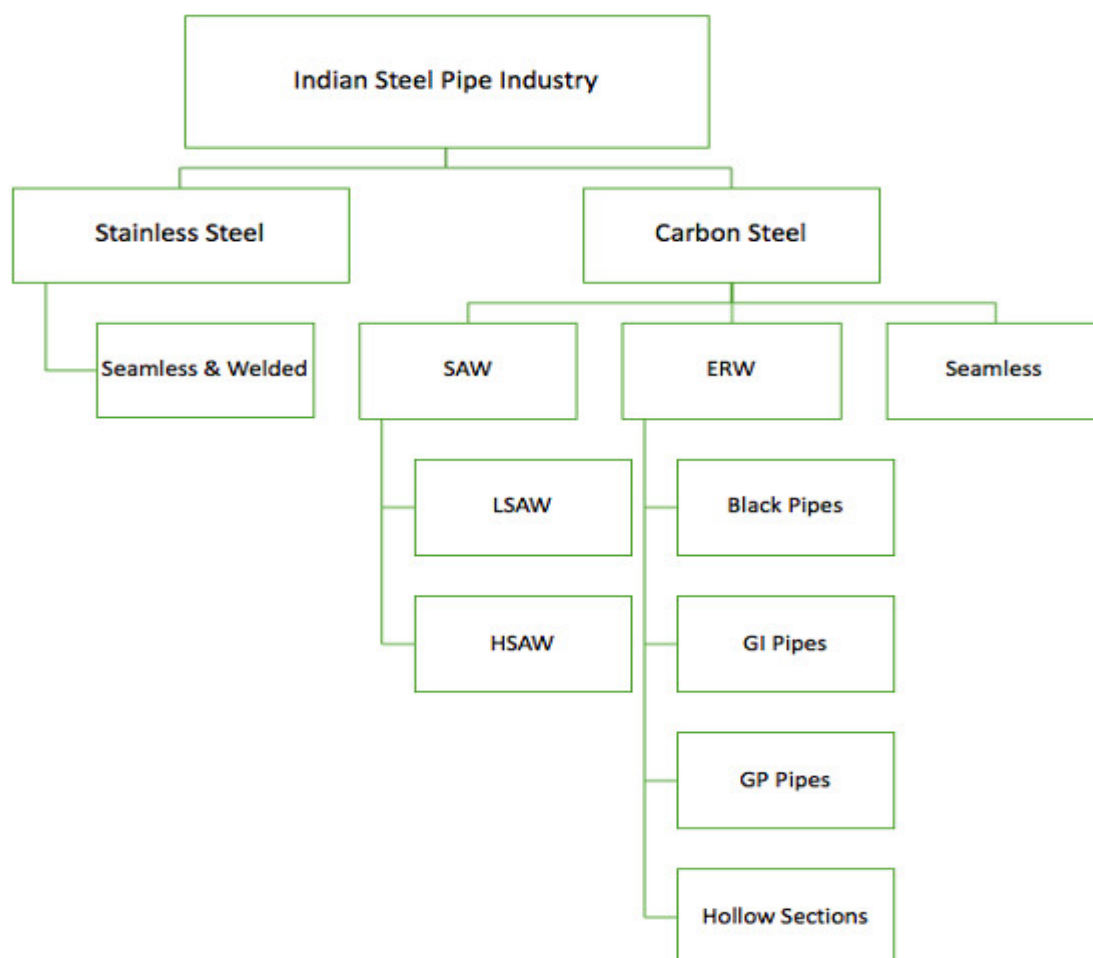 Indian Steel Pipe Industry
Stainless Steel
Carbon Steel
Seamless & Welded
SAW
ERW
Seamless
LSAW
Black Pipes
HSAW
GI Pipes
GP Pipes
Hollow Sections